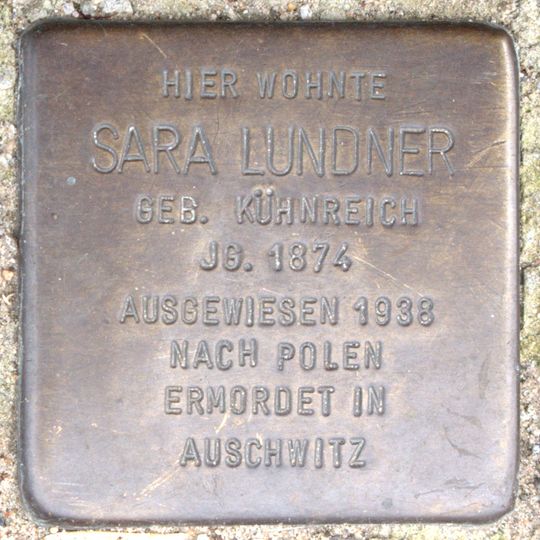 HIER WOHNTE
SARA LUNDNER
GEB. KÜHNREICH
JG. 1874
AUSGEWIESEN 1938
NACH POLEN
ERMORDET IN
AUSCHWITZ